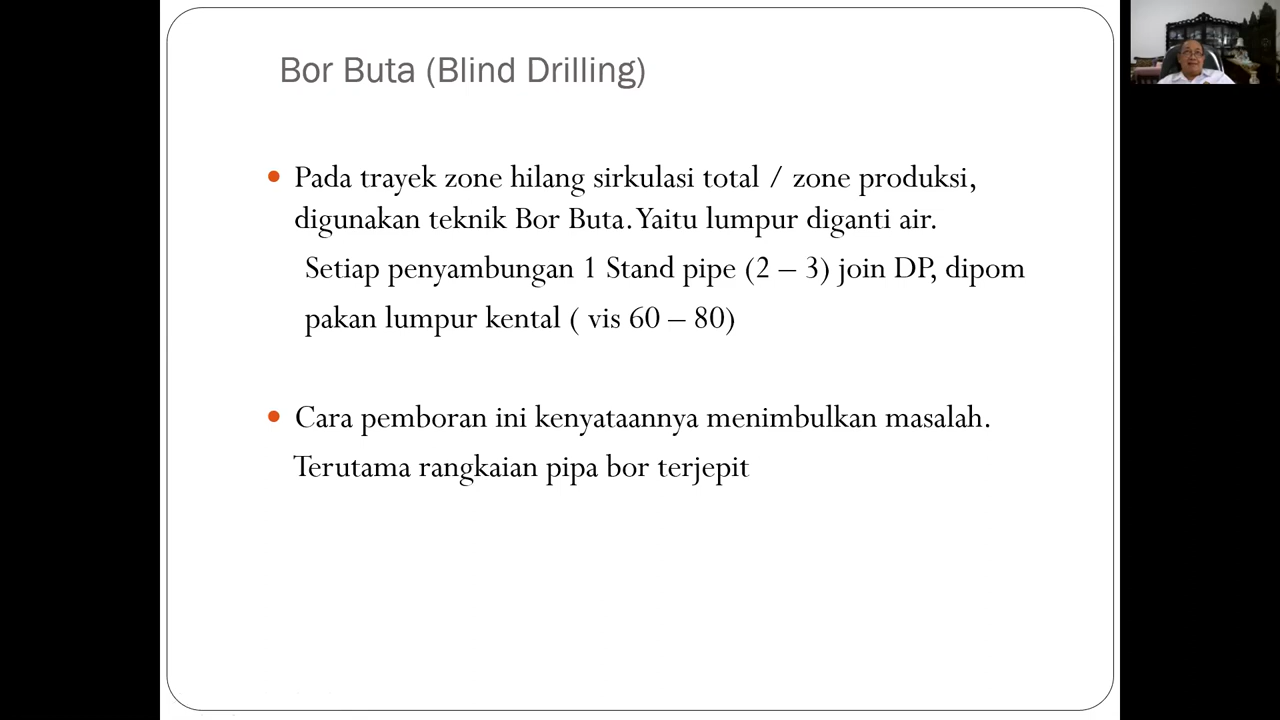 Bor Buta (Blind Drilling)
Pada trayek zone hilang sirkulasi total / zone produksi,
digunakan teknik Bor Buta. Yaitu lumpur diganti air.
Setiap penyambungan 1 Stand pipe (2 – 3) join DP, dipom
pakan lumpur kental ( vis 60 – 80)
Cara pemboran ini kenyataannya menimbulkan masalah.
Terutama rangkaian pipa bor terjepit